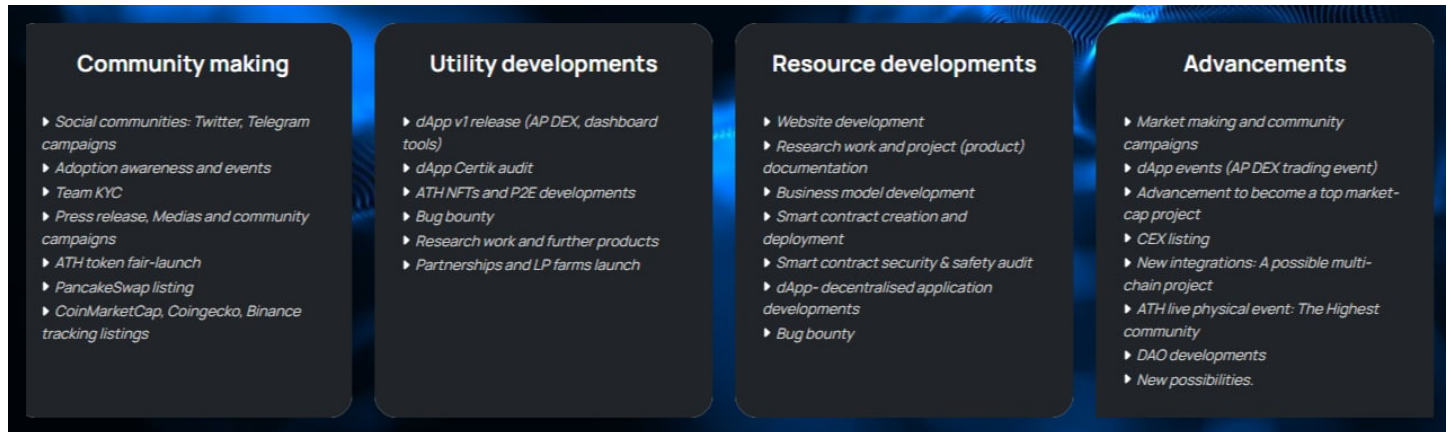 Community making
▸ Social communities: Twitter, Telegram
campaigns
▸ Adoption awareness and events
▸ Team KYC
▸ Press release, Medias and community
campaigns
▸ ATH token fair-launch
▸ PancakeSwap listing
▸ CoinMarketCap, Coingecko, Binance
tracking listings
Utility developments
▸ dApp v1 release (AP DEX, dashboard
tools)
▸ dApp Certik audit
▸ ATH NFTs and P2E developments
▸ Bug bounty
▸ Research work and further products
▸ Partnerships and LP farms launch
Resource developments
▸ Website development
▸ Research work and project (product)
documentation
▸ Business model development
▸ Smart contract creation and
deployment
▸ Smart contract security & safety audit
▸ dApp- decentralised application
developments
▸ Bug bounty
Advancements
▸ Market making and community
campaigns
▸ dApp events (AP DEX trading event)
▸ Advancement to become a top market-
cap project
▸ CEX listing
▸ New integrations: A possible multi-
chain project
▸ ATH live physical event: The Highest
community
▸ DAO developments
▸ New possibilities.